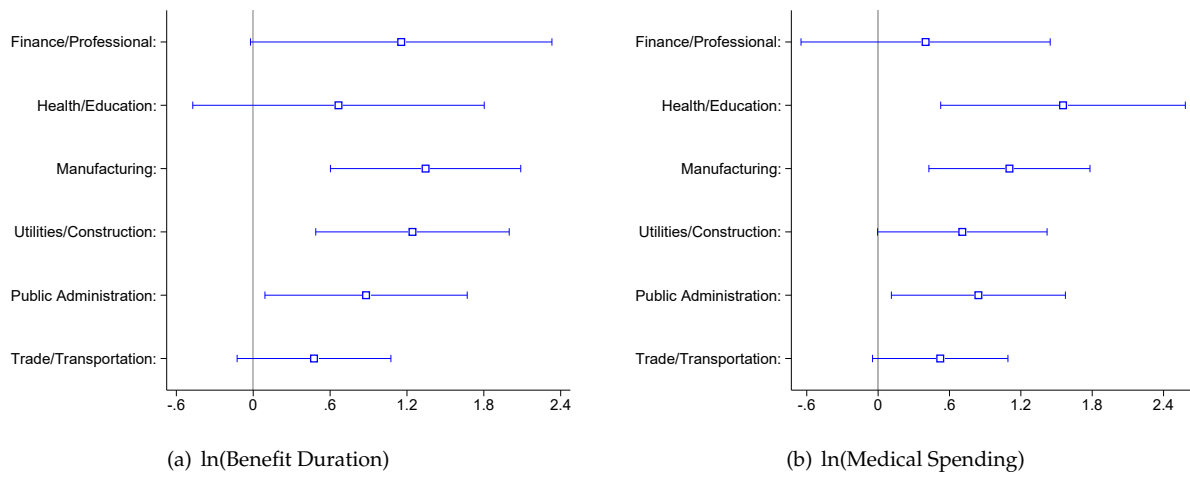 Finance/Professional:
Health/Education:
Manufacturing:
Utilities/Construction:
Public Administration:
Trade/Transportation:
-.6 0 .6 1.2 1.8 2.4
(a) ln(Benefit Duration)
Finance/Professional:
Health/Education:
Manufacturing:
Utilities/Construction:
Public Administration:
Trade/Transportation:
-.6 0 .6 1.2 1.8 2.4
(b) ln(Medical Spending)